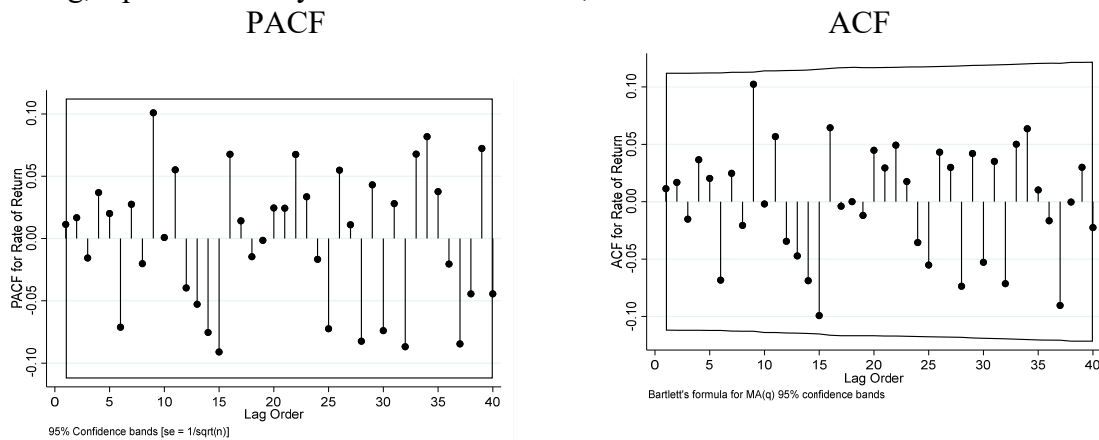 PACF
ACF
PACF for Rate of Return
0.10
0.05
0.00
-0.05
-0.10
0 5 10 15 20 25 30 35 40
Lag Order
95% Confidence bands [se = 1/sqrt(n)]
ACF for Rate of Return
0.10
0.05
0.00
-0.05
-0.10
0 5 10 15 20 25 30 35 40
Lag Order
Bartlett's formula for MA(q) 95% confidence bands